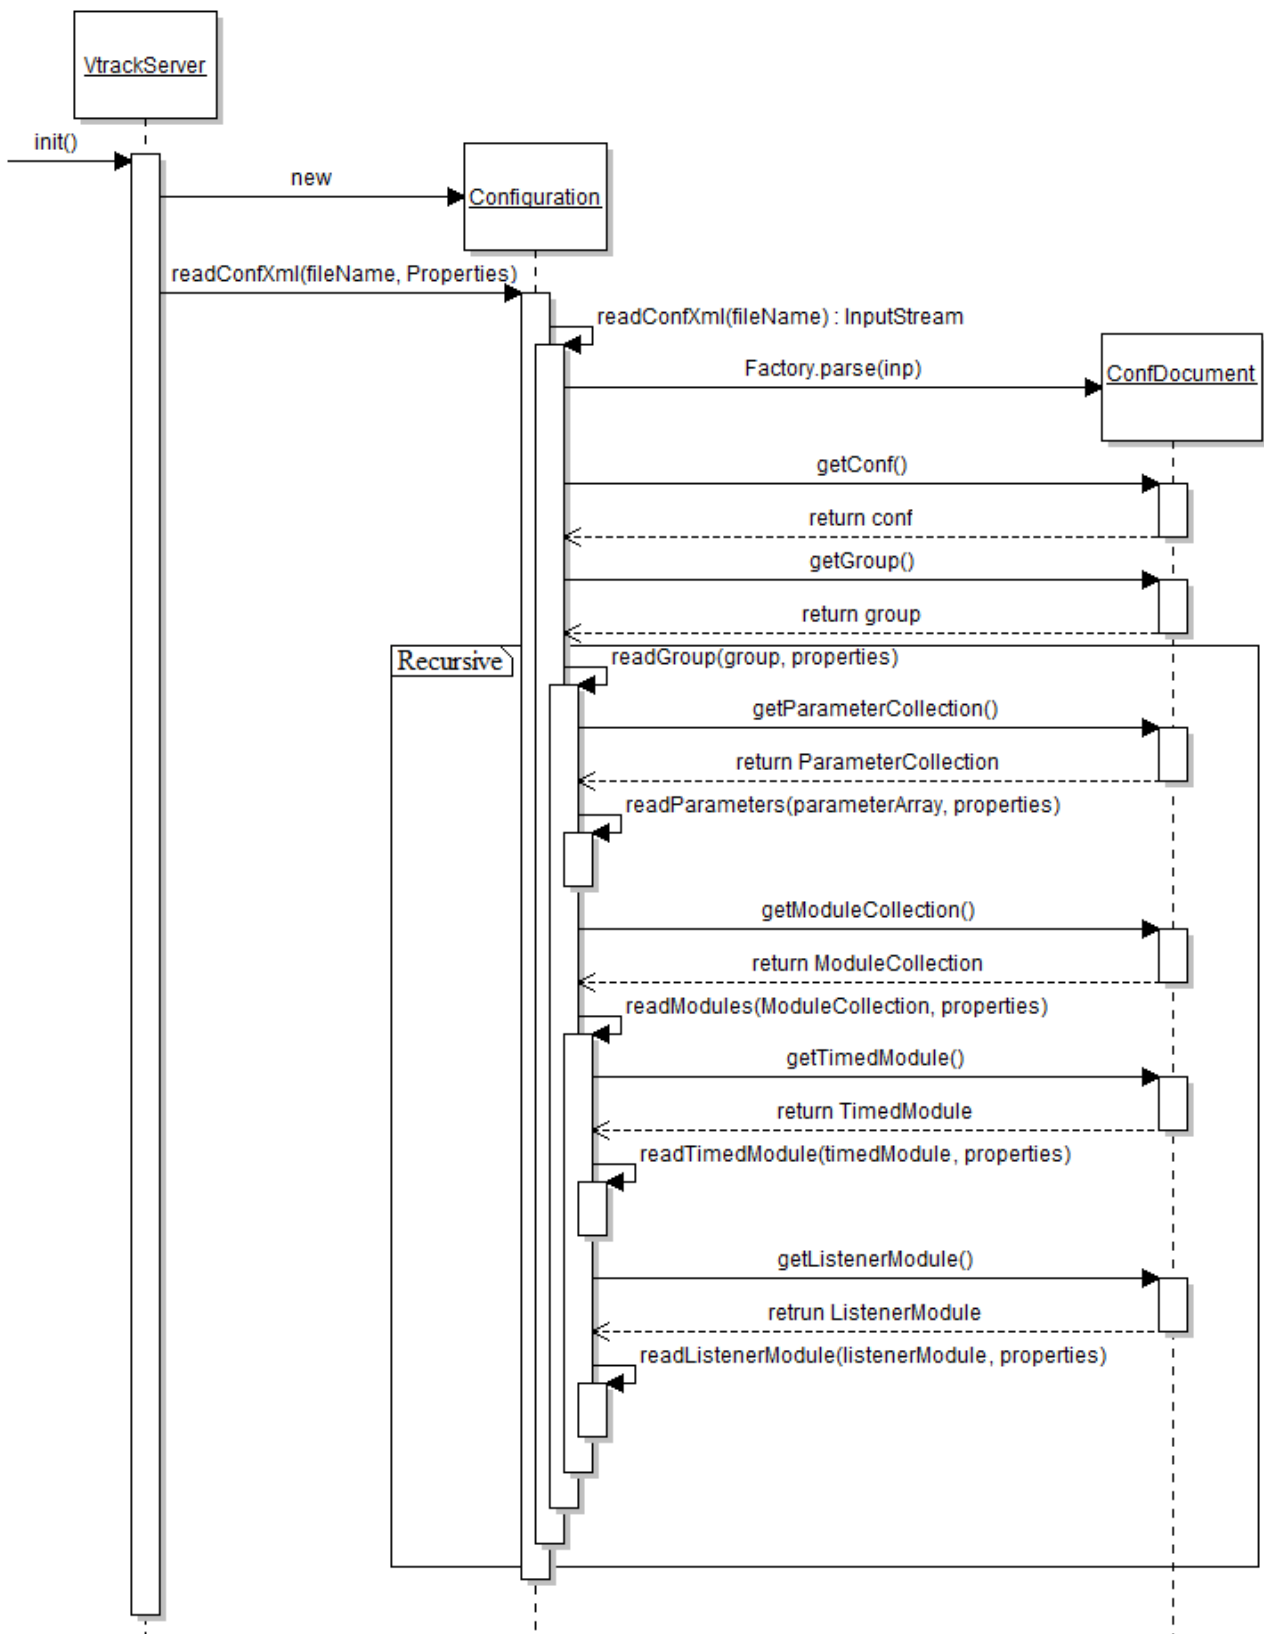 VtrackServer
init()
new
Configuration
readConfXml(fileName, Properties)
readConfXml(fileName) : InputStream
Factory.parse(inp)
ConfDocument
getConf()
return conf
getGroup()
return group
Recursive
readGroup(group, properties)
getParameterCollection()
return ParameterCollection
readParameters(parameterArray, properties)
getModuleCollection()
return ModuleCollection
readModules(ModuleCollection, properties)
getTimedModule()
return TimedModule
readTimedModule(timedModule, properties)
getListenerModule()
retrun ListenerModule
readListenerModule(listenerModule, properties)